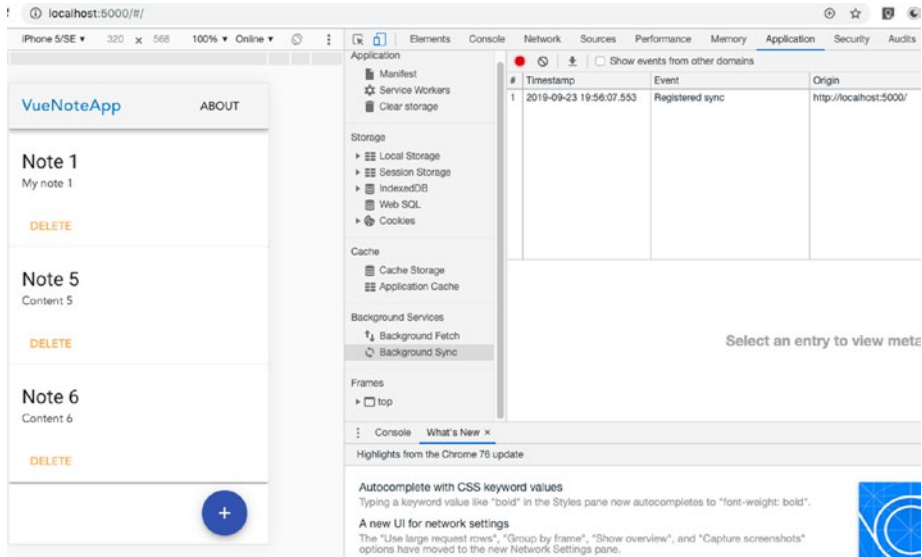 localhost:5000/#/
iPhone 5/SE ▼ 320 x 568 100% ▼ Online ▼
Elements Console Network Sources Performance Memory Application Security Audits
VueNoteApp ABOUT
Note 1
My note 1
DELETE
Note 5
Content 5
DELETE
Note 6
Content 6
DELETE
+
Application
Manifest
Service Workers
Clear storage
Storage
Local Storage
Session Storage
IndexedDB
Web SQL
Cookies
Cache
Cache Storage
Application Cache
Background Services
Background Fetch
Background Sync
Frames
top
Show events from other domains
# Timestamp Event Origin
1 2019-09-23 19:56:07.553 Registered sync http://localhost:5000/
Select an entry to view meta
Console What's New ×
Highlights from the Chrome 76 update
Autocomplete with CSS keyword values
Typing a keyword value like "bold" in the Styles pane now autocompletes to "font-weight: bold".
A new UI for network settings
The "Use large request rows", "Group by frame", "Show overview", and "Capture screenshots"
options have moved to the new Network Settings pane.